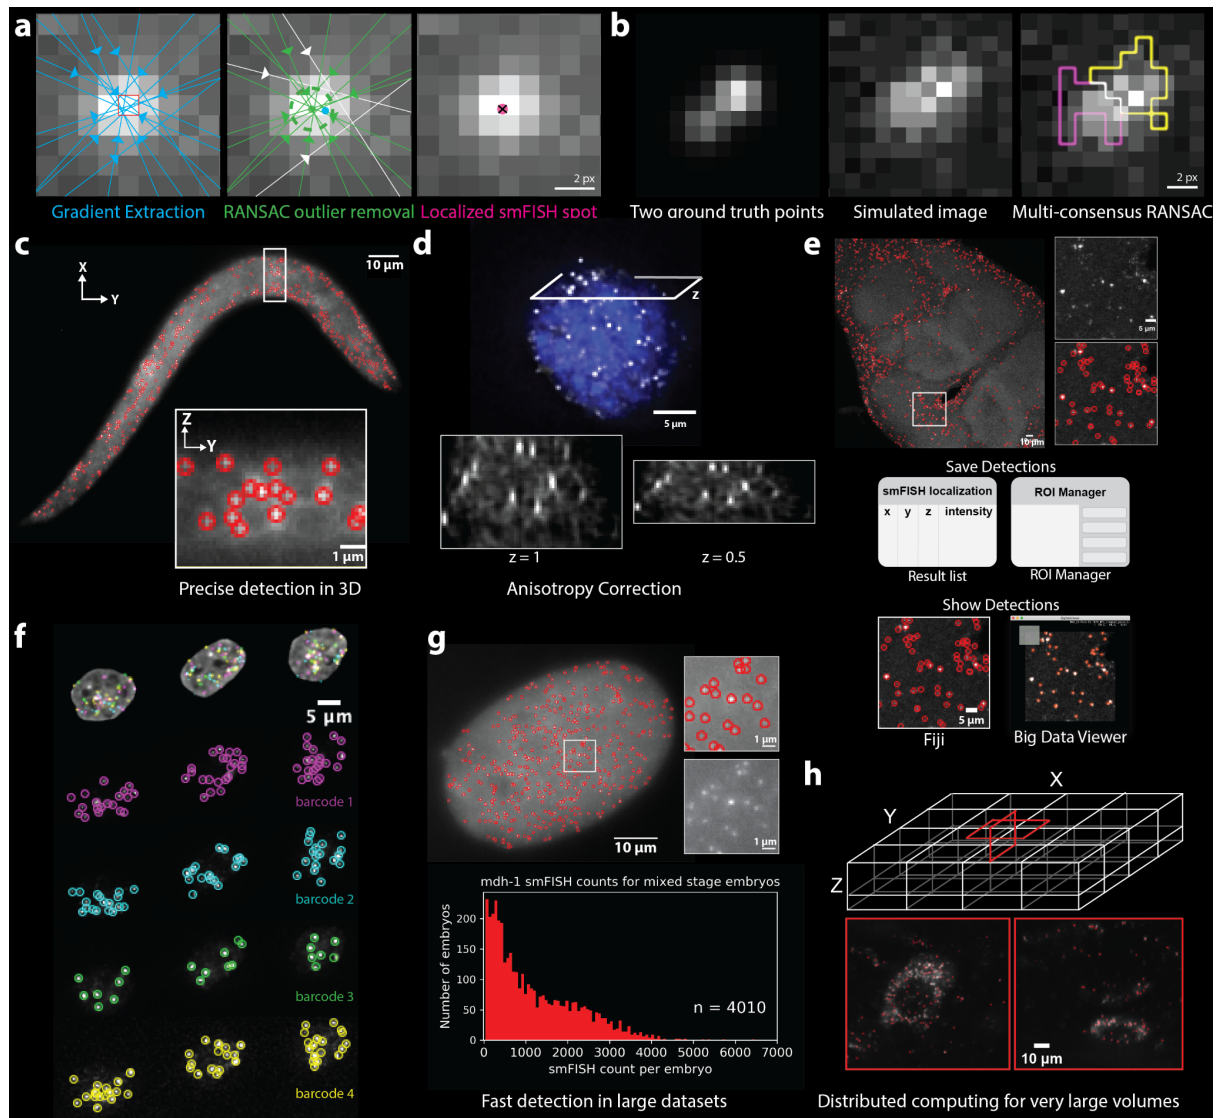 a
2 px
Gradient Extraction
RANSAC outlier removal
Localized smFISH spot
b
2 px
Two ground truth points
Simulated image
Multi-consensus RANSAC
c
X
Y
10 µm
Z
Y
1 µm
Precise detection in 3D
d
z
5 µm
z = 1
z = 0.5
Anisotropy Correction
e
10 µm
5 µm
Save Detections
smFISH localization
x y z intensity
Result list
ROI Manager
ROI Manager
Show Detections
5 µm
Fiji
Big Data Viewer
f
5 µm
barcode 1
barcode 2
barcode 3
barcode 4
g
10 µm
1 µm
1 µm
mdh-1 smFISH counts for mixed stage embryos
Number of embryos
200
150
100
50
0
n = 4010
0 1000 2000 3000 4000 5000 6000 7000
smFISH count per embryo
Fast detection in large datasets
h
X
Y
Z
10 µm
Distributed computing for very large volumes